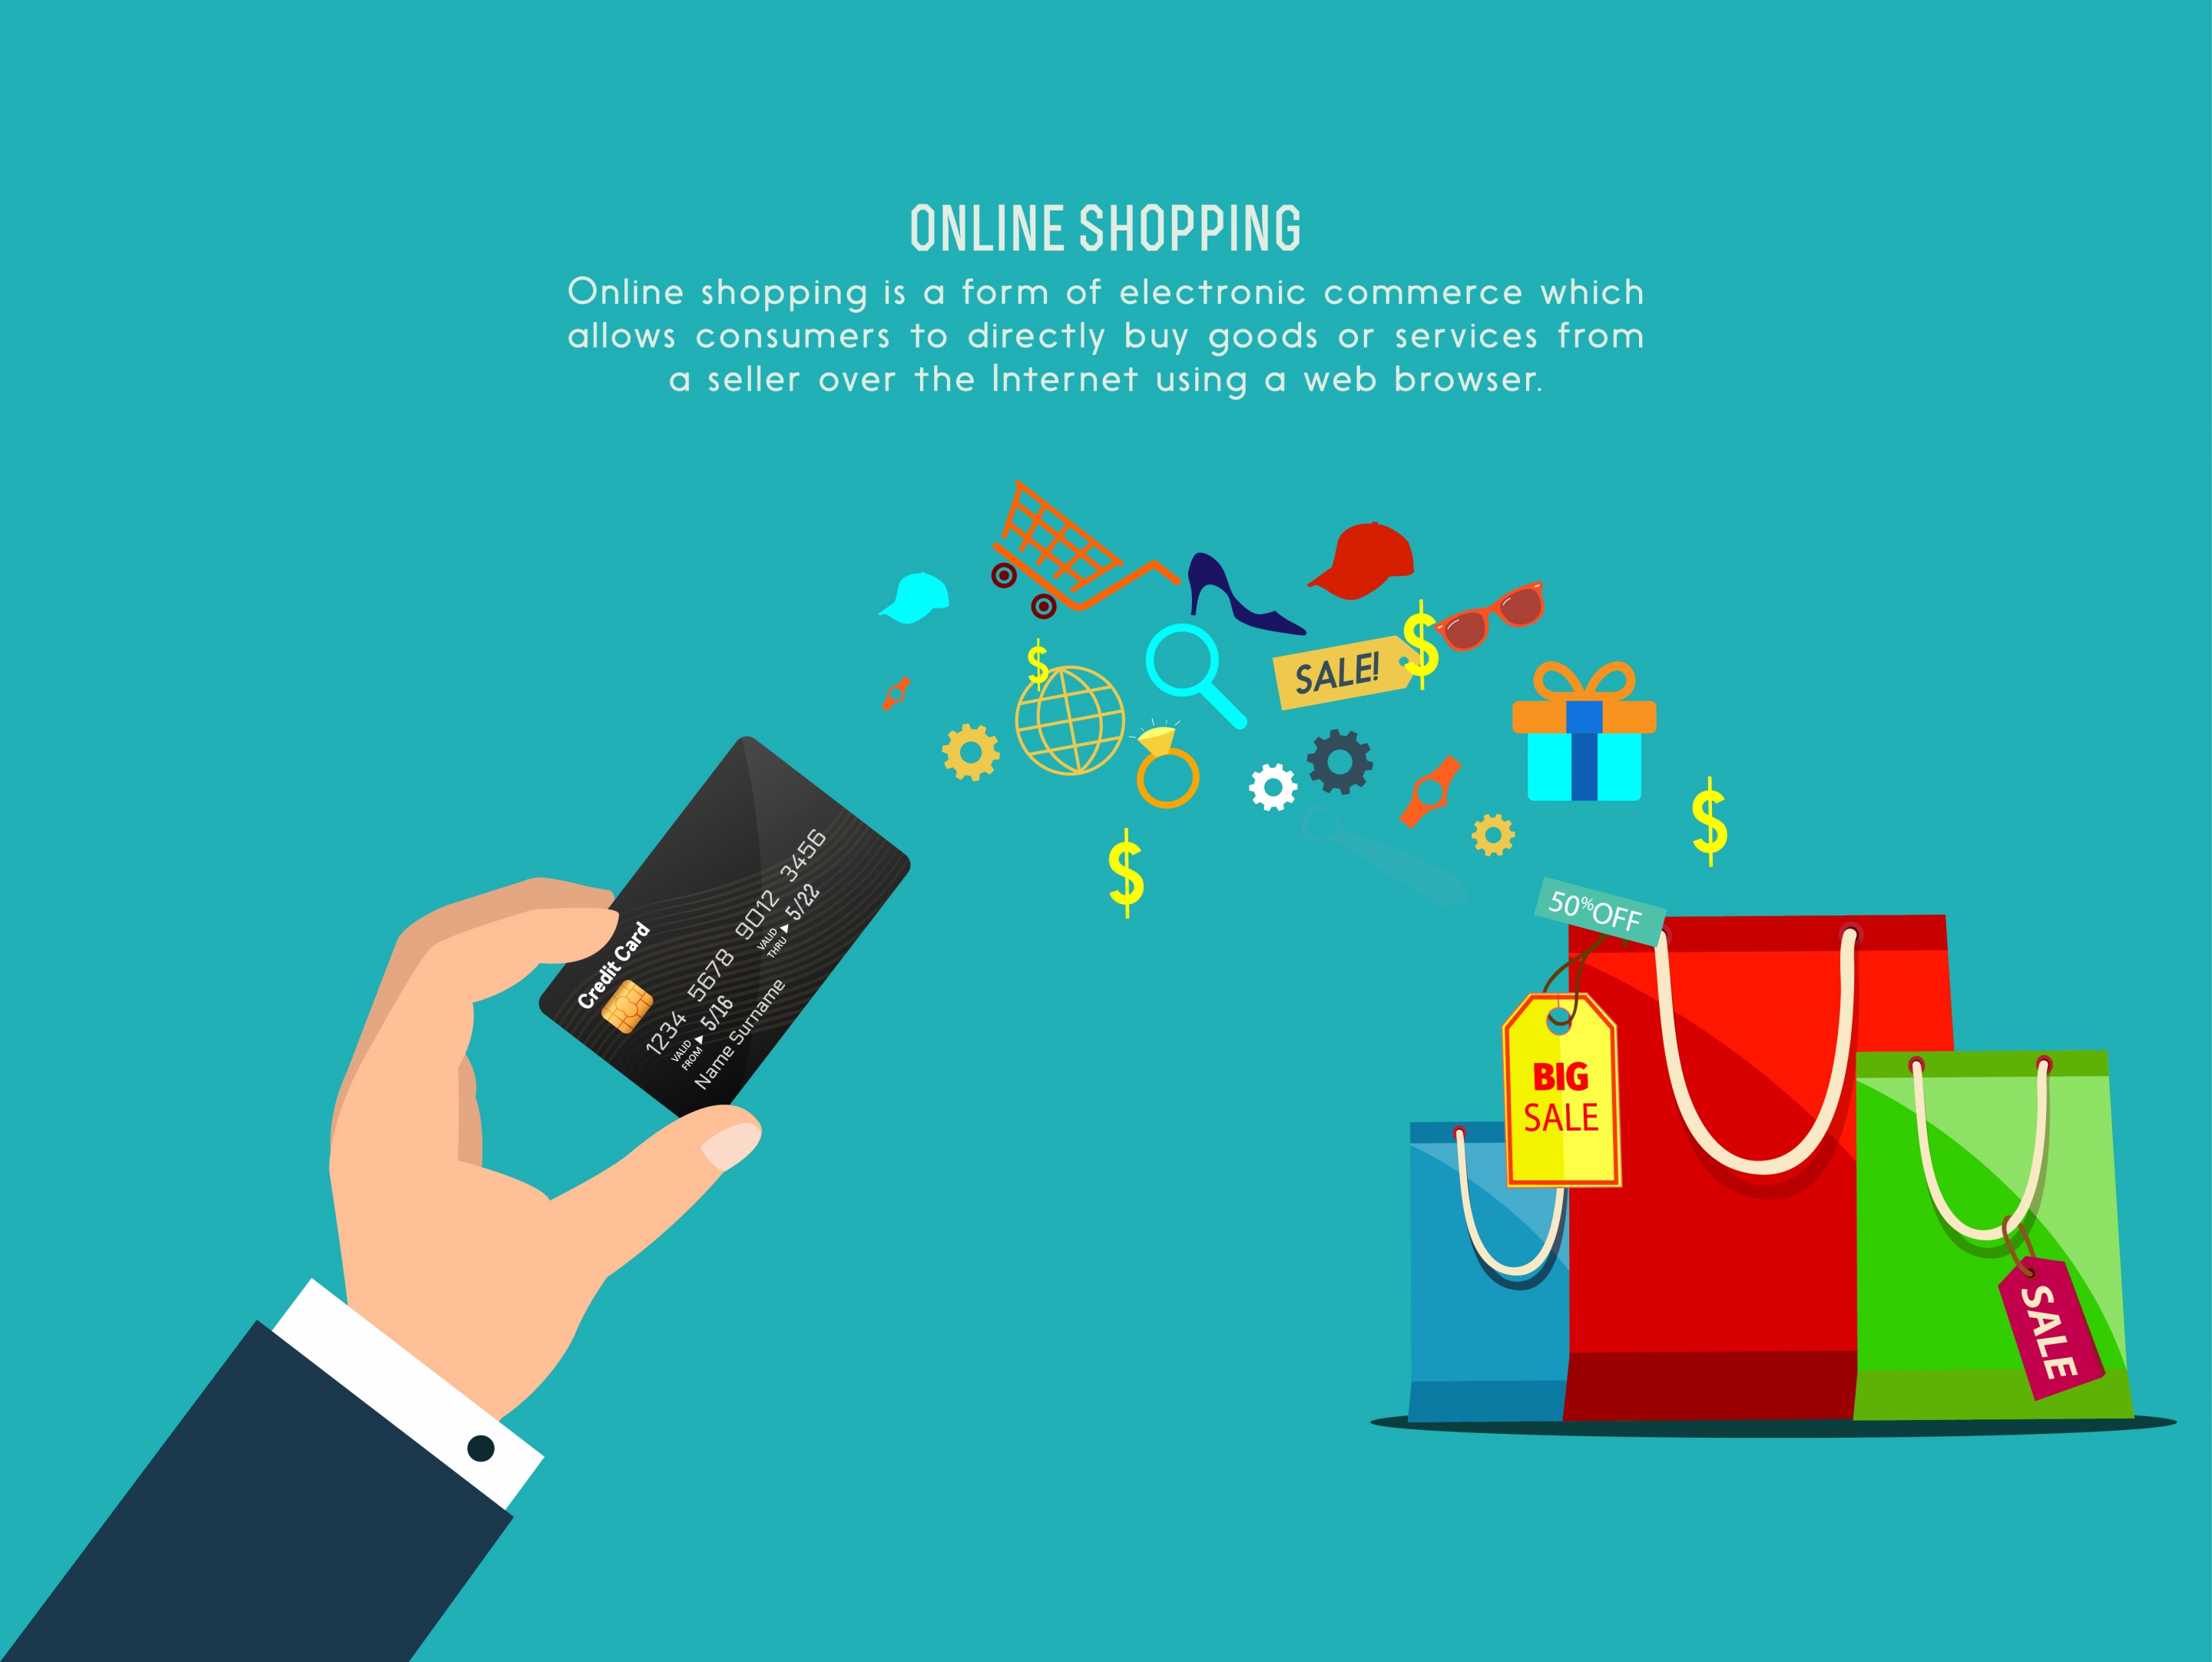 ONLINE SHOPPING
Online shopping is a form of electronic commerce which
allows consumers to directly buy goods or services from
a seller over the Internet using a web browser.
$
$
SALE!
$
$
Credit Card
1234 5678 9012 3456
VALID FROM 5/16 VALID THRU 5/22
Name Surname
50%OFF
BIG
SALE
SALE